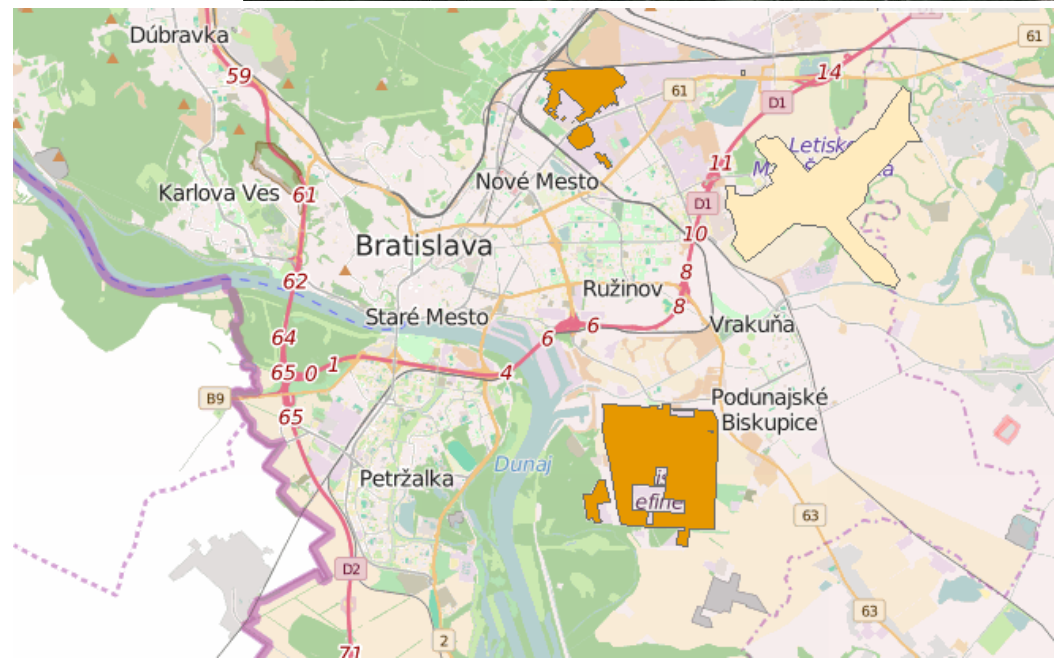 Dúbravka
59
61
14
61
D1
Letisko
11
Karlova Ves
61
Nové Mesto
D1
Bratislava
10
62
8
Ružinov
8
Staré Mesto
6
6
Vrakuňa
64
65
0
1
4
B9
65
Podunajské
Biskupice
Dunaj
Petržalka
63
D2
63
2
71